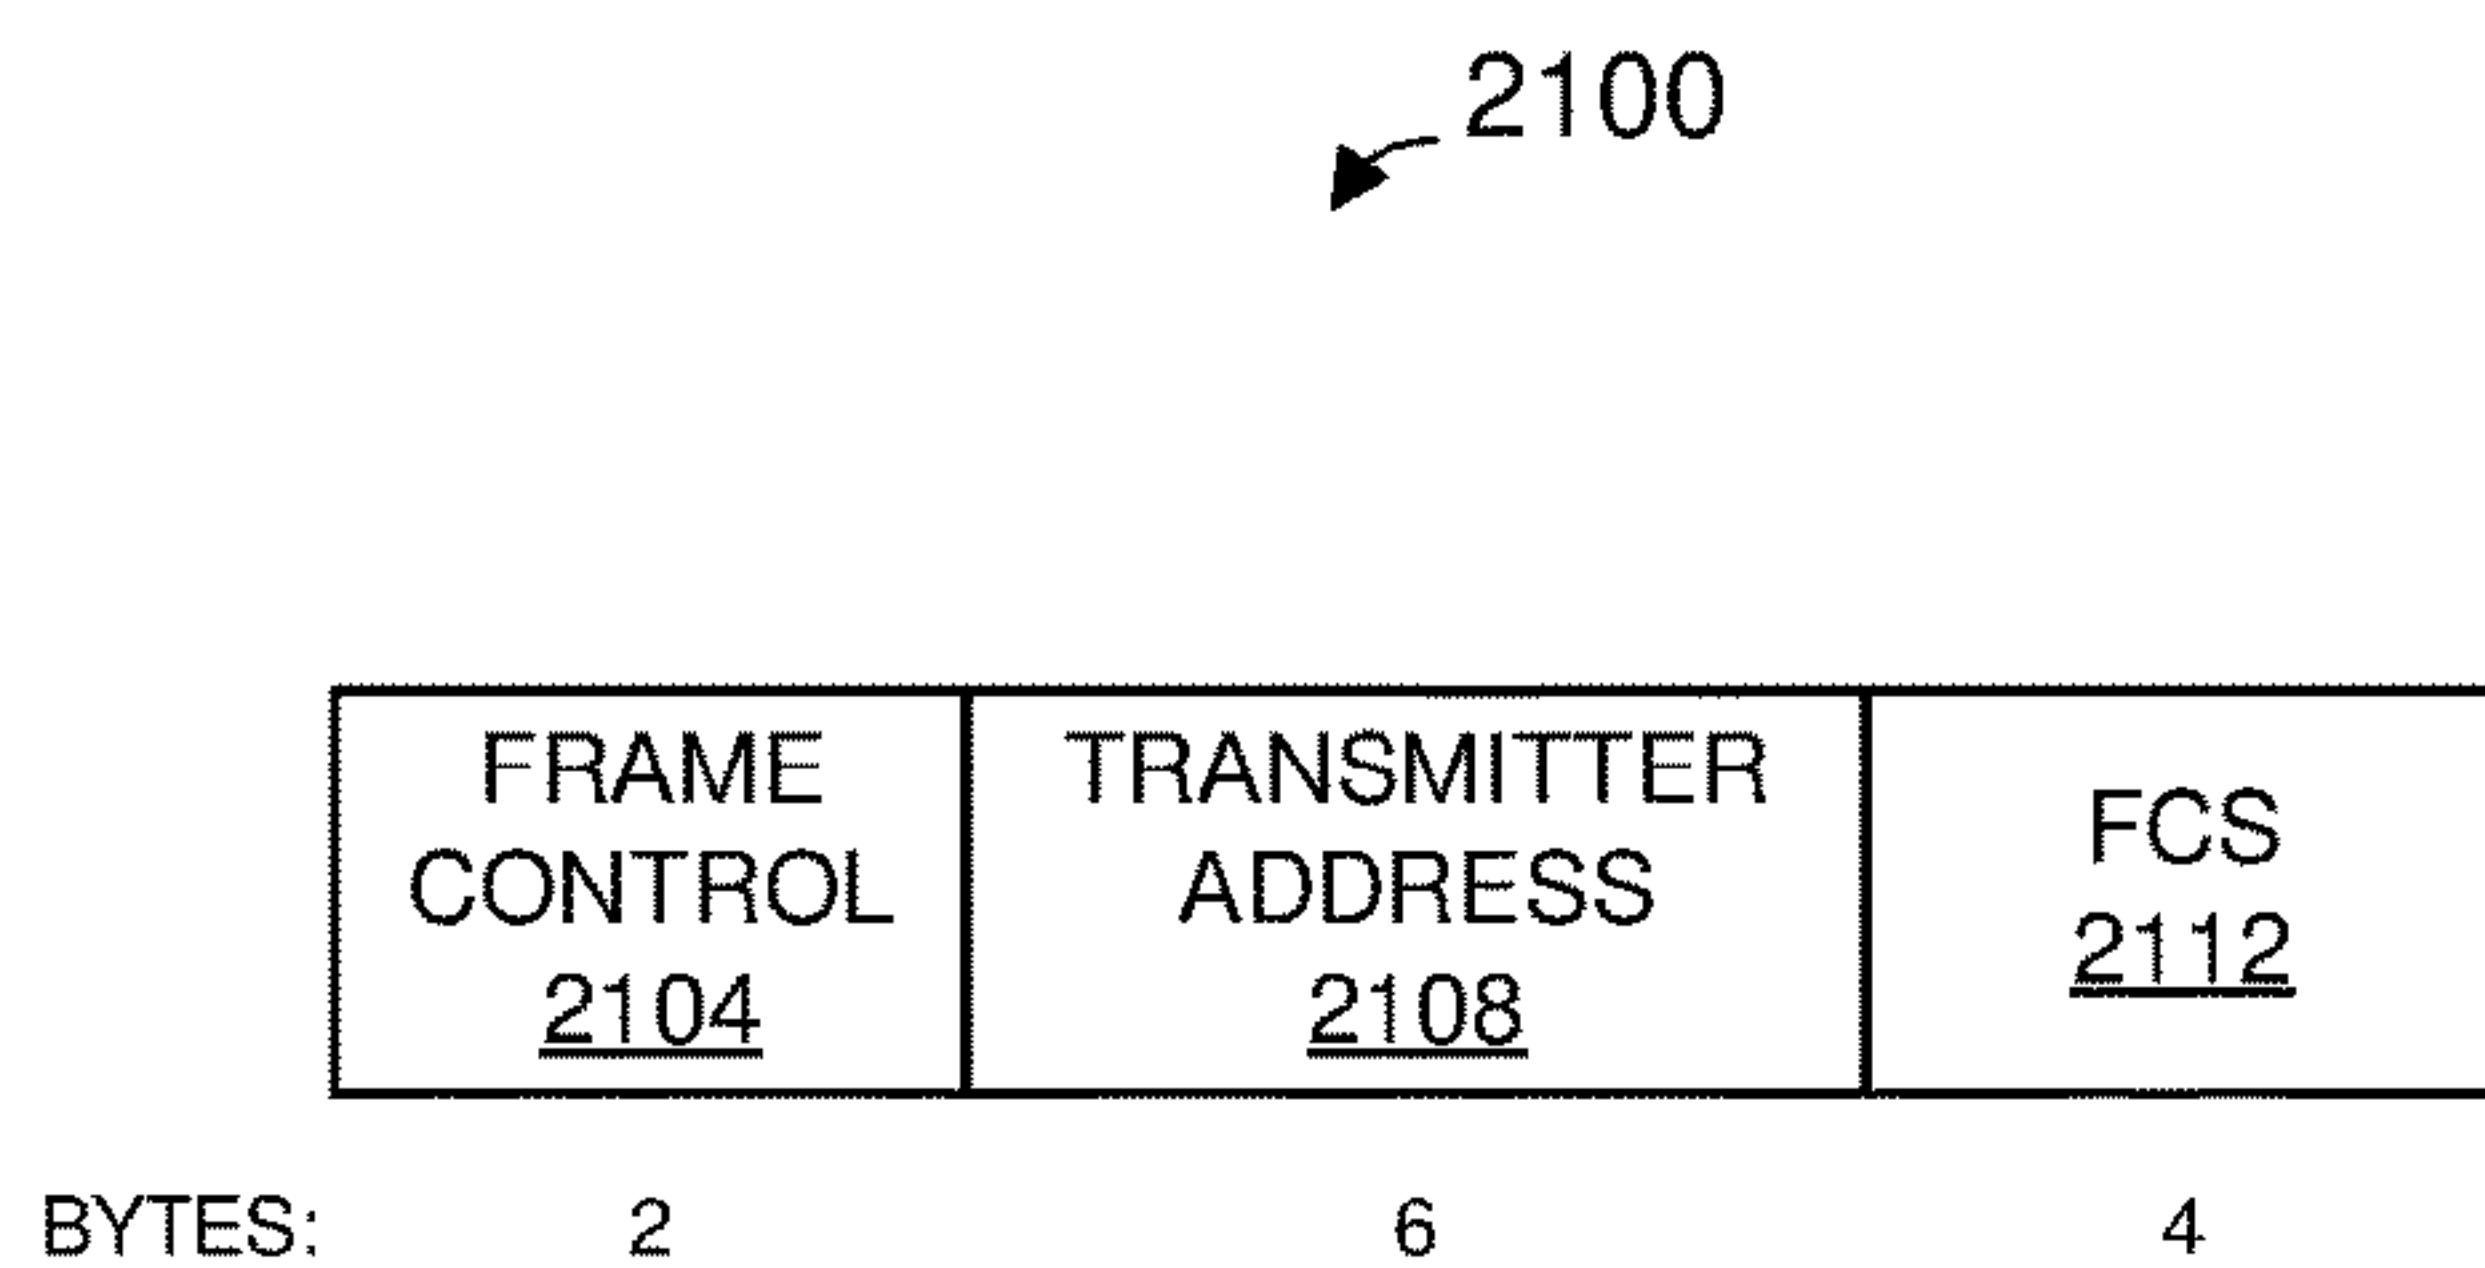 2100
FRAME
CONTROL
2104
TRANSMITTER
ADDRESS
2108
FCS
2112
BYTES: 2 6 4